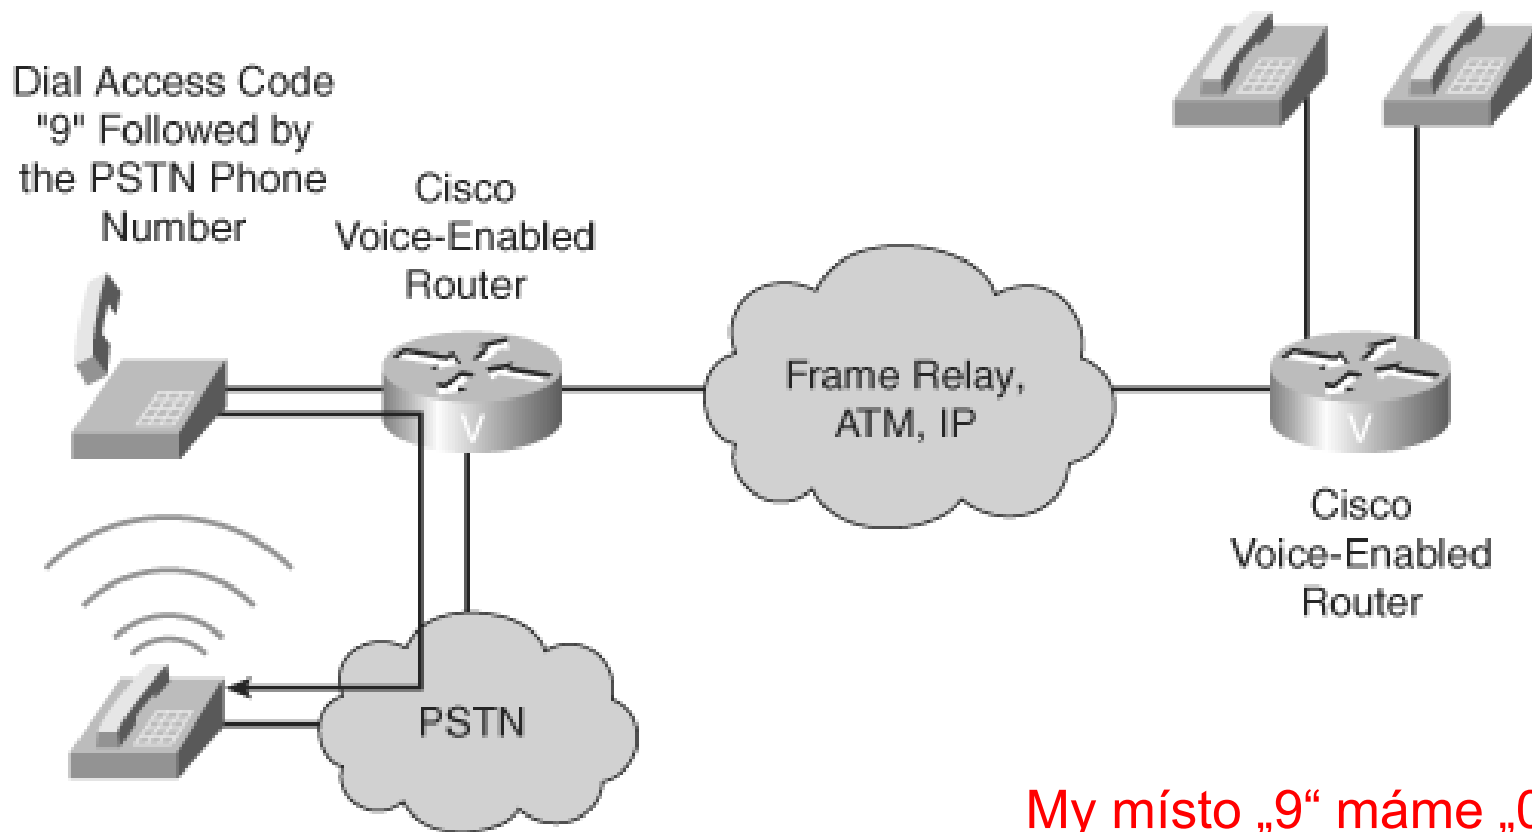 Dial Access Code
"9" Followed by
the PSTN Phone
Number
Cisco
Voice-Enabled
Router
V
Frame Relay,
ATM, IP
V
Cisco
Voice-Enabled
Router
PSTN
My místo „9“ máme „0